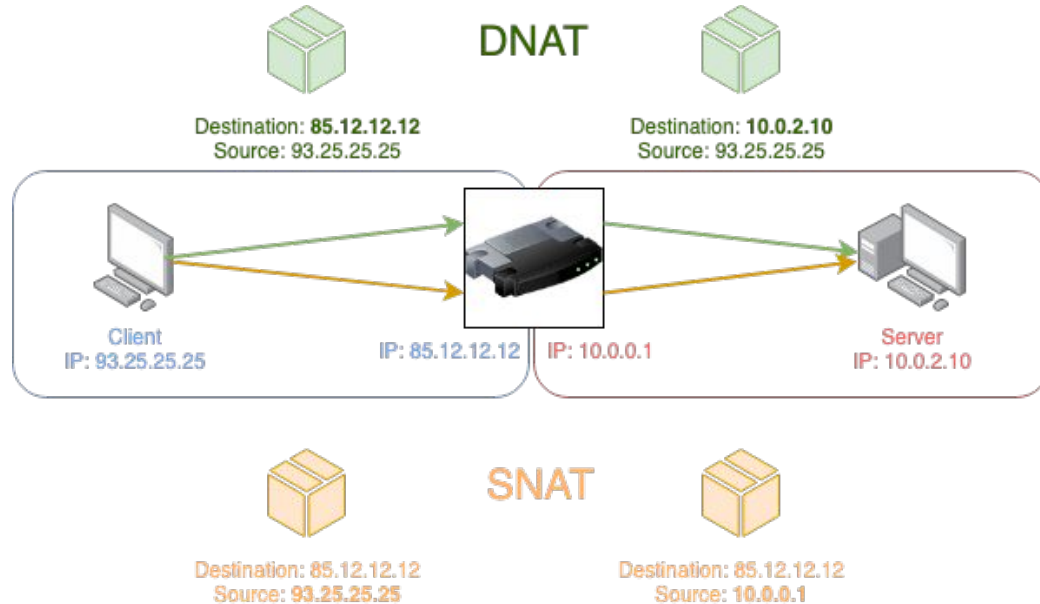 DNAT
Destination: 85.12.12.12
Source: 93.25.25.25
Destination: 10.0.2.10
Source: 93.25.25.25
Client
IP: 93.25.25.25
IP: 85.12.12.12
IP: 10.0.0.1
Server
IP: 10.0.2.10
SNAT
Destination: 85.12.12.12
Source: 93.25.25.25
Destination: 85.12.12.12
Source: 10.0.0.1